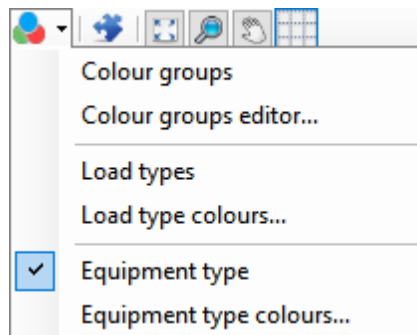 Colour groups
Colour groups editor...
Load types
Load type colours...
Equipment type
Equipment type colours...